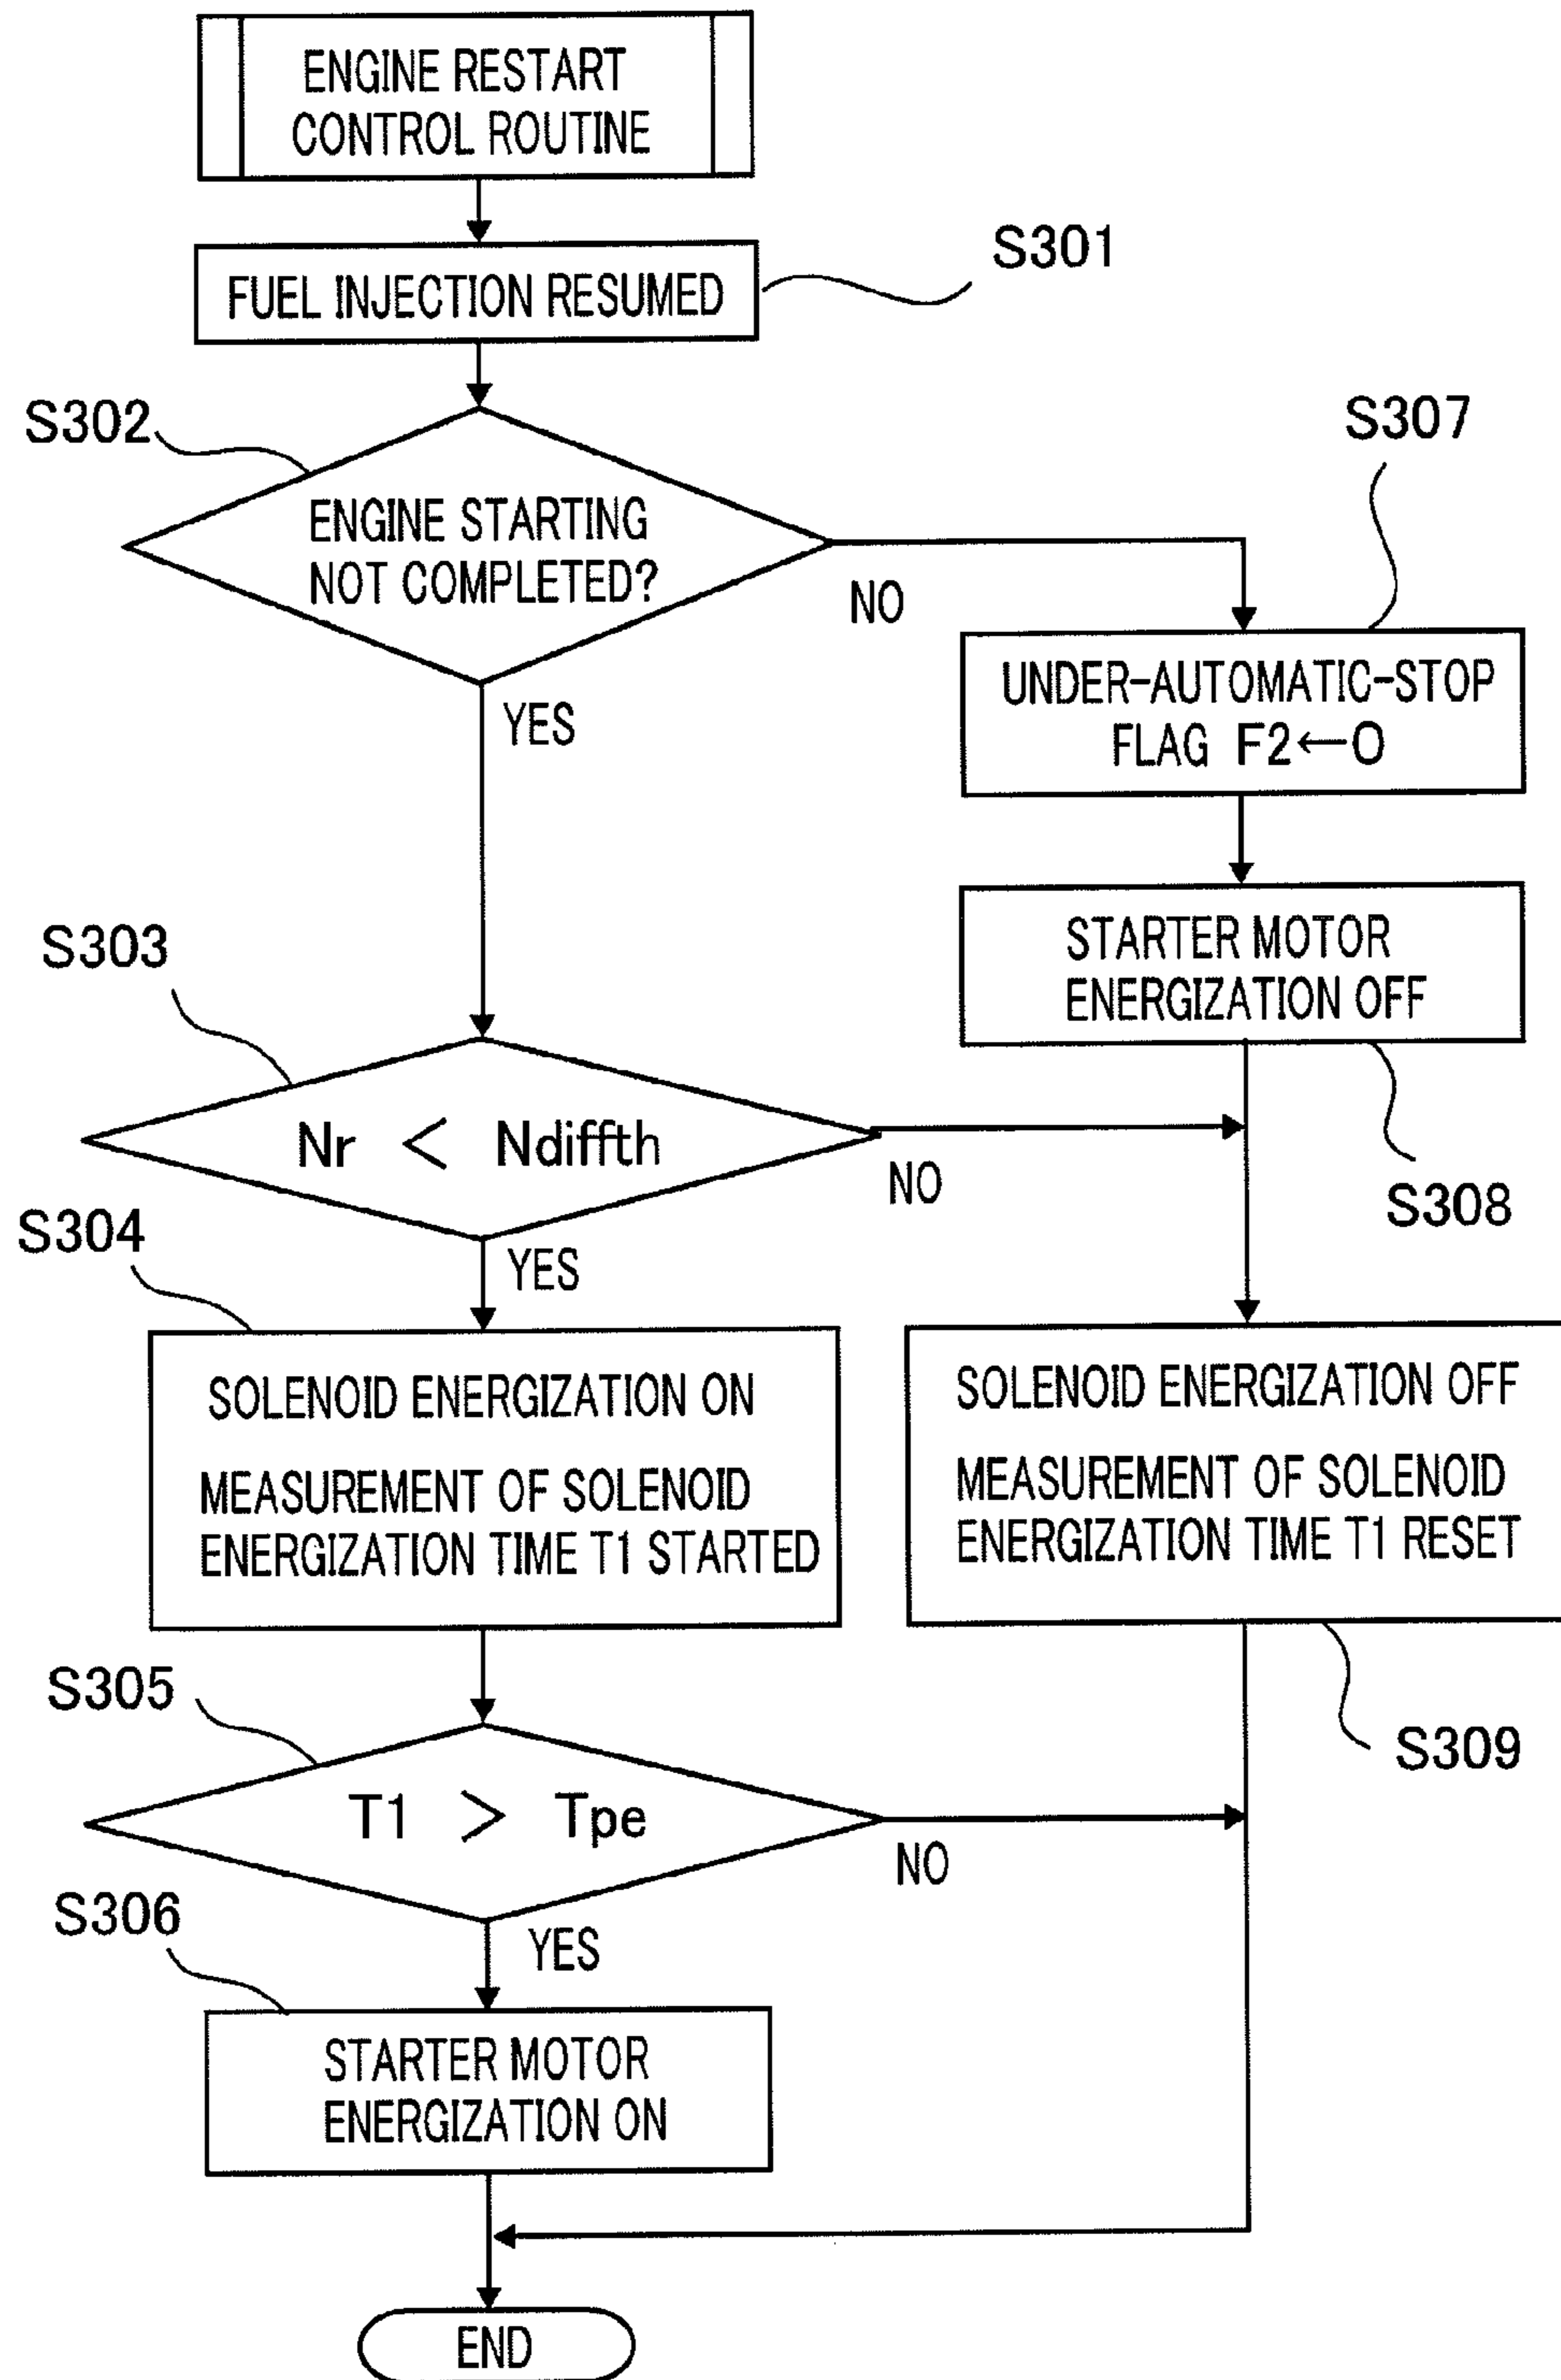 ENGINE RESTART
CONTROL ROUTINE
S301
FUEL INJECTION RESUMED
S302
ENGINE STARTING
NOT COMPLETED?
NO
YES
S307
UNDER-AUTOMATIC-STOP
FLAG F2←0
STARTER MOTOR
ENERGIZATION OFF
S308
S303
Nr < Ndiffth
NO
YES
S304
SOLENOID ENERGIZATION ON
MEASUREMENT OF SOLENOID
ENERGIZATION TIME T1 STARTED
SOLENOID ENERGIZATION OFF
MEASUREMENT OF SOLENOID
ENERGIZATION TIME T1 RESET
S309
S305
T1 > Tpe
NO
YES
S306
STARTER MOTOR
ENERGIZATION ON
END